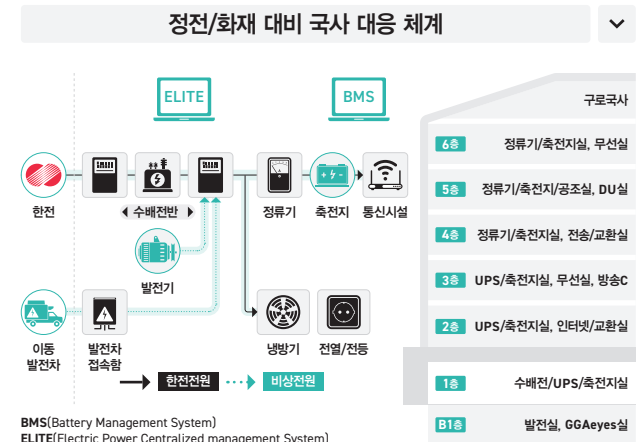 정전/화재 대비 국사 대응 체계
ELITE
BMS
한전
수배전반
정류기
축전지
통신시설
발전기
이동
발전차
발전차
접속함
냉방기
전열/전등
한전전원
비상전원
BMS(Battery Management System)
ELITE(Electric Power Centralized management System)
구로국사
6층 정류기/축전지실, 무선실
5층 정류기/축전지/공조실, DU실
4층 정류기/축전지실, 전송/교환실
3층 UPS/축전지실, 무선실, 방송C
2층 UPS/축전지실, 인터넷/교환실
1층 수배전/UPS/축전지실
B1층 발전실, GGAeyes실